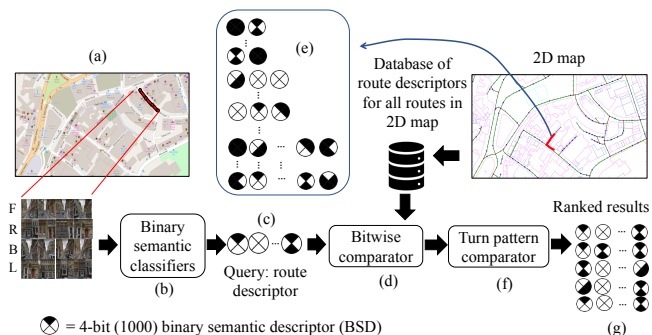 (a)
(e)
Database of
route descriptors
for all routes in
2D map
2D map
F
R
B
L
Binary
semantic
classifiers
(b)
(c)
Query: route
descriptor
Bitwise
comparator
(d)
Turn pattern
comparator
(f)
Ranked results
(g)
= 4-bit (1000) binary semantic descriptor (BSD)